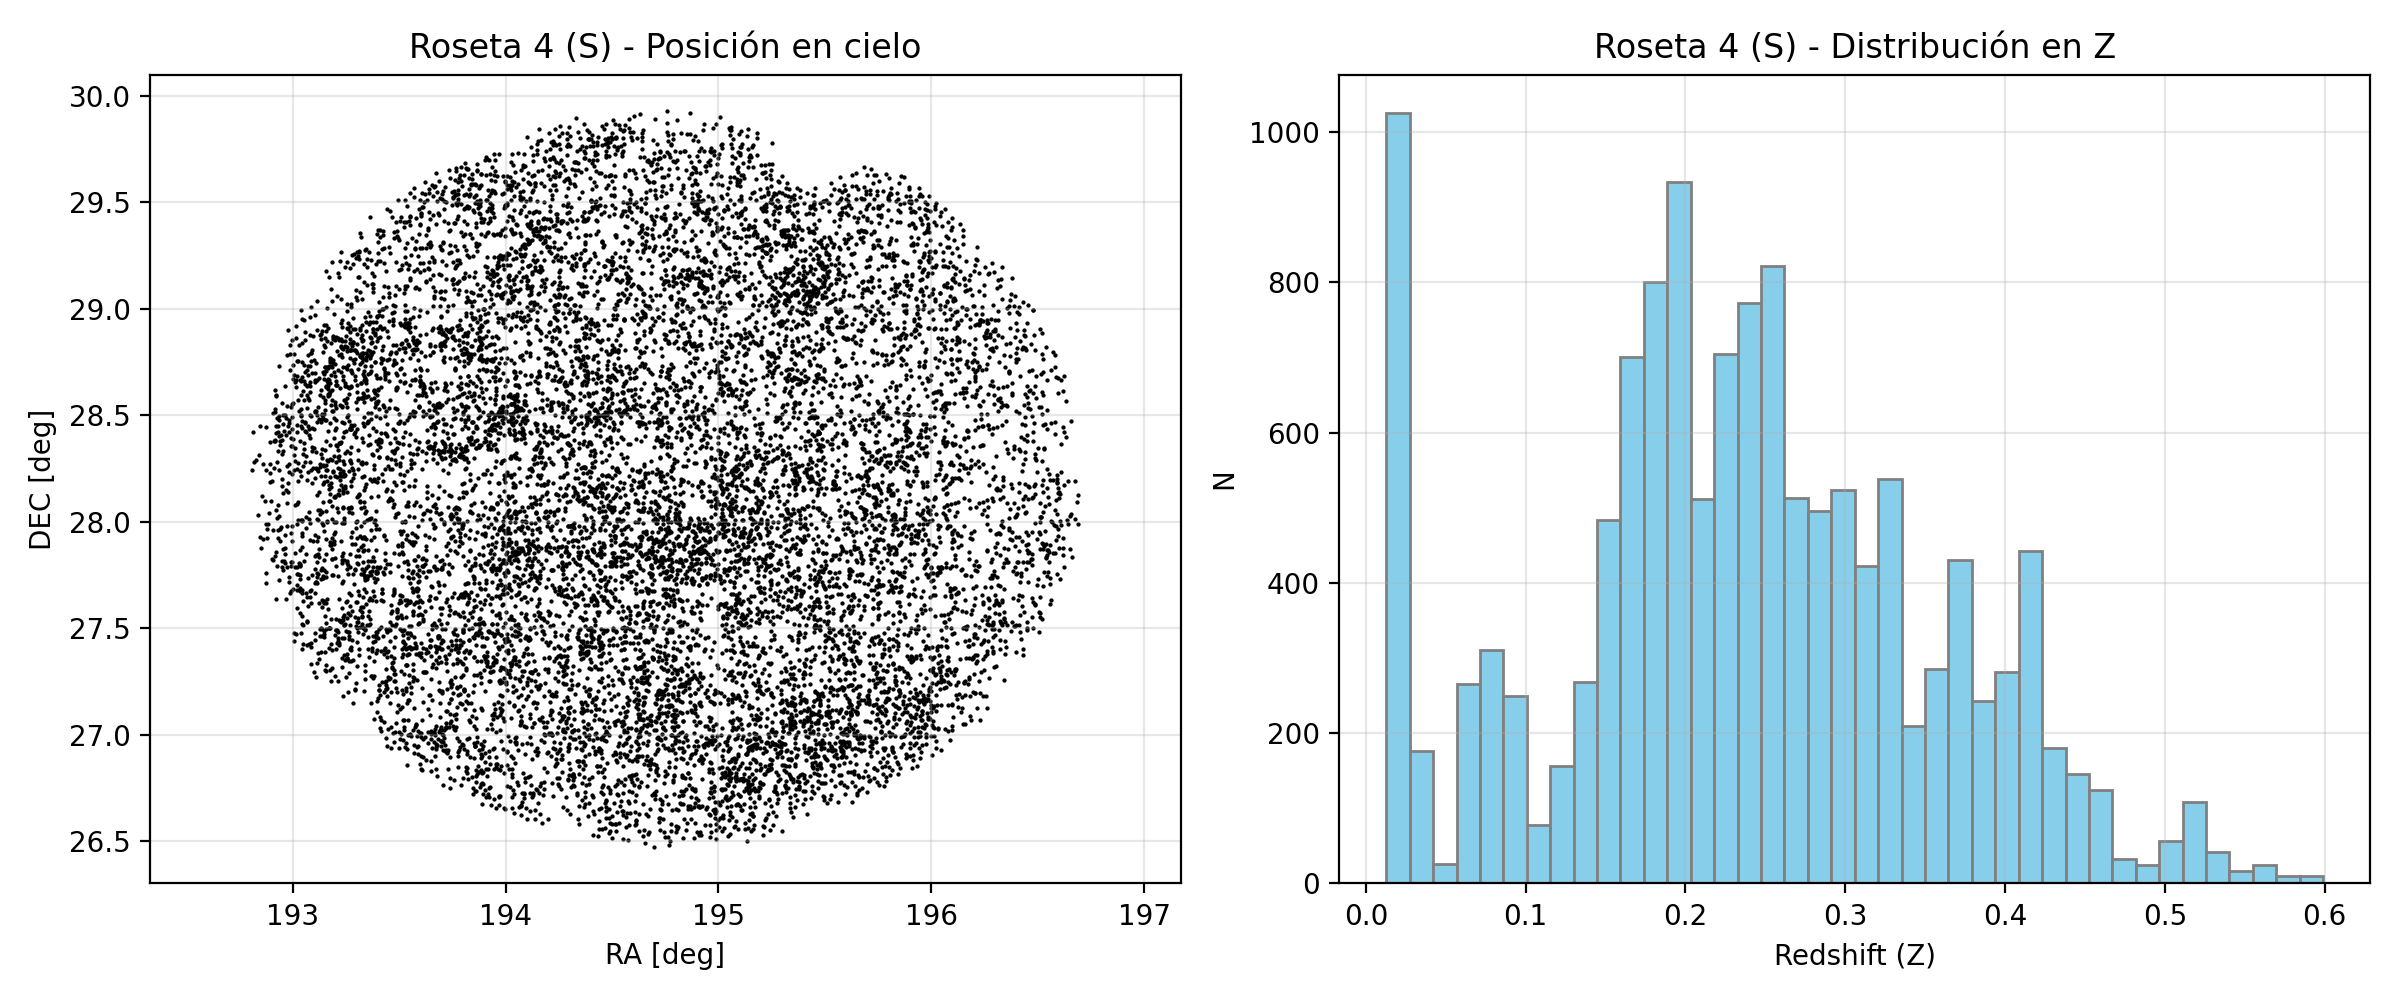 Roseta 4 (S) - Posición en cielo
30.0
29.5
29.0
28.5
28.0
27.5
27.0
26.5
DEC [deg]
193 194 195 196 197
RA [deg]
Roseta 4 (S) - Distribución en Z
1000
800
600
400
200
0
N
0.0 0.1 0.2 0.3 0.4 0.5 0.6
Redshift (Z)